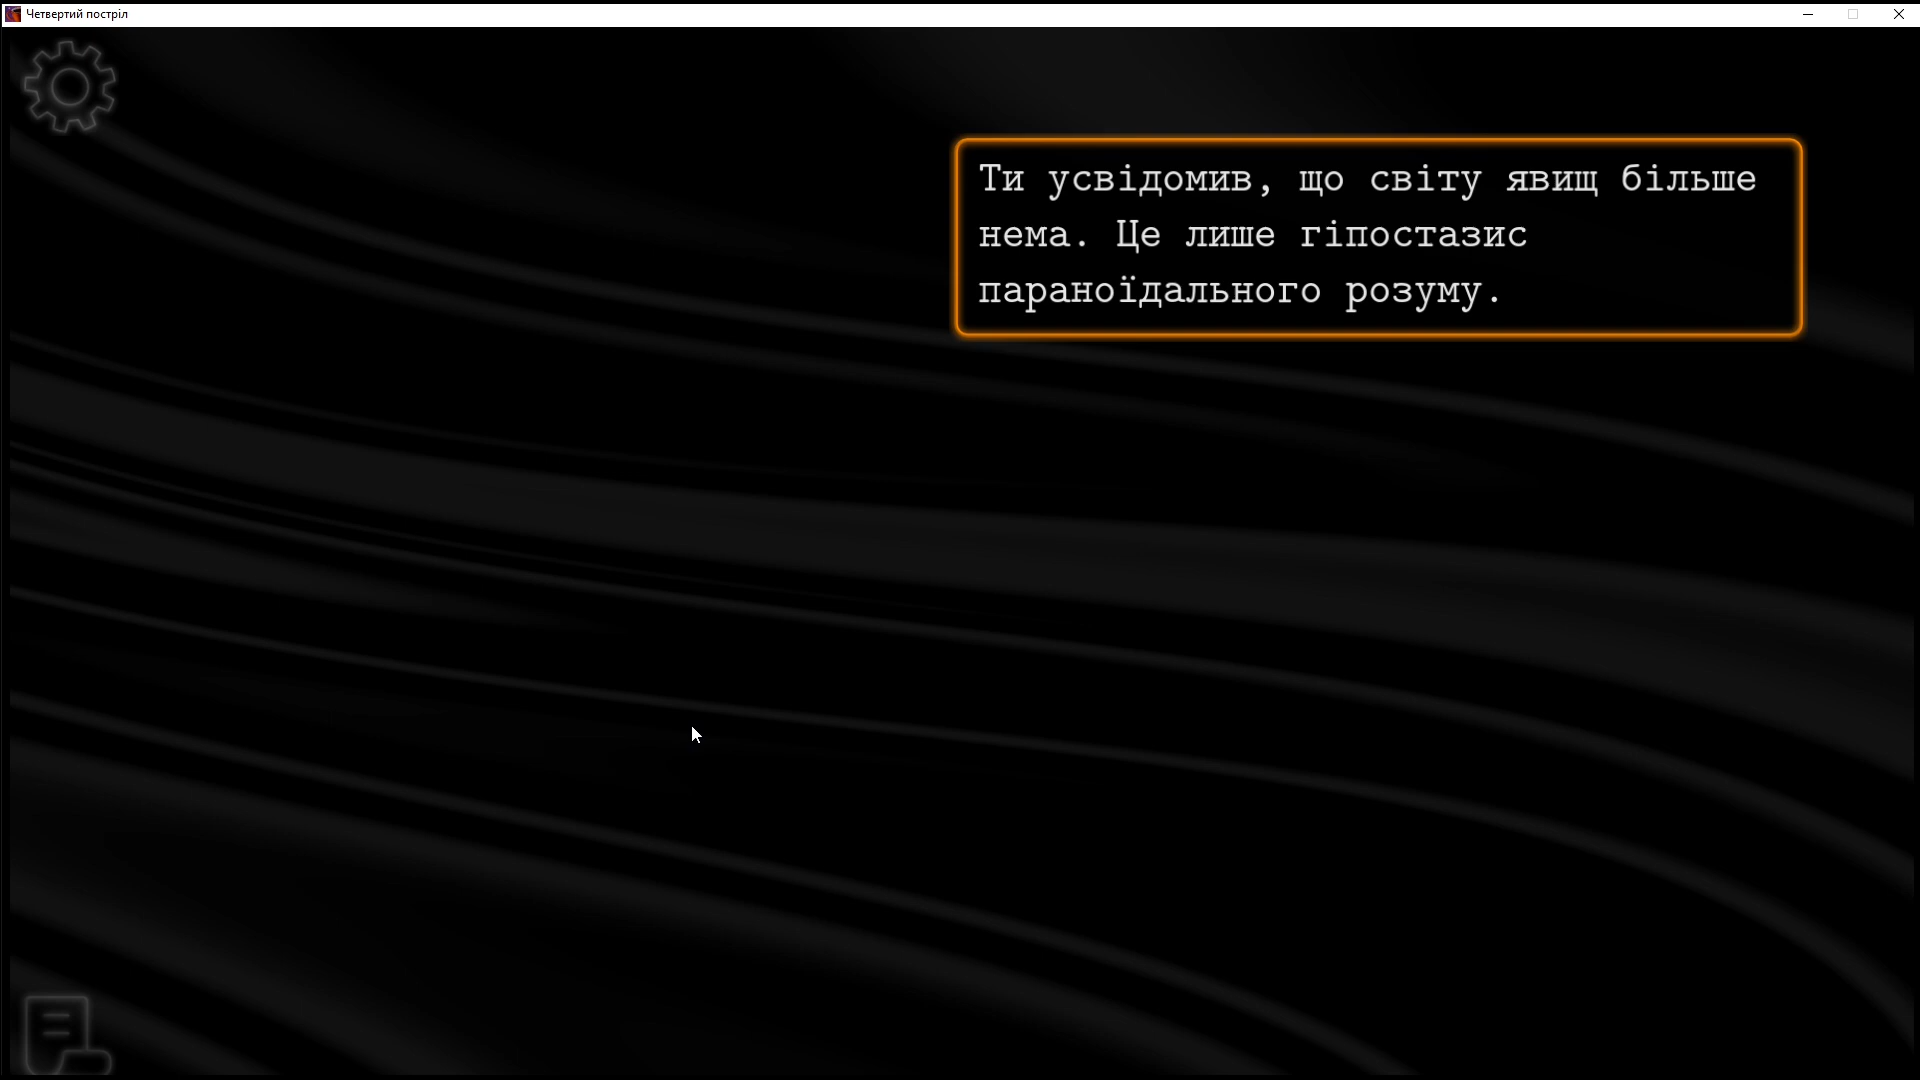 Четвертий постріл
Ти усвідомив, що світу явищ більше
нема. Це лише гіпостазис
параноїдального розуму.